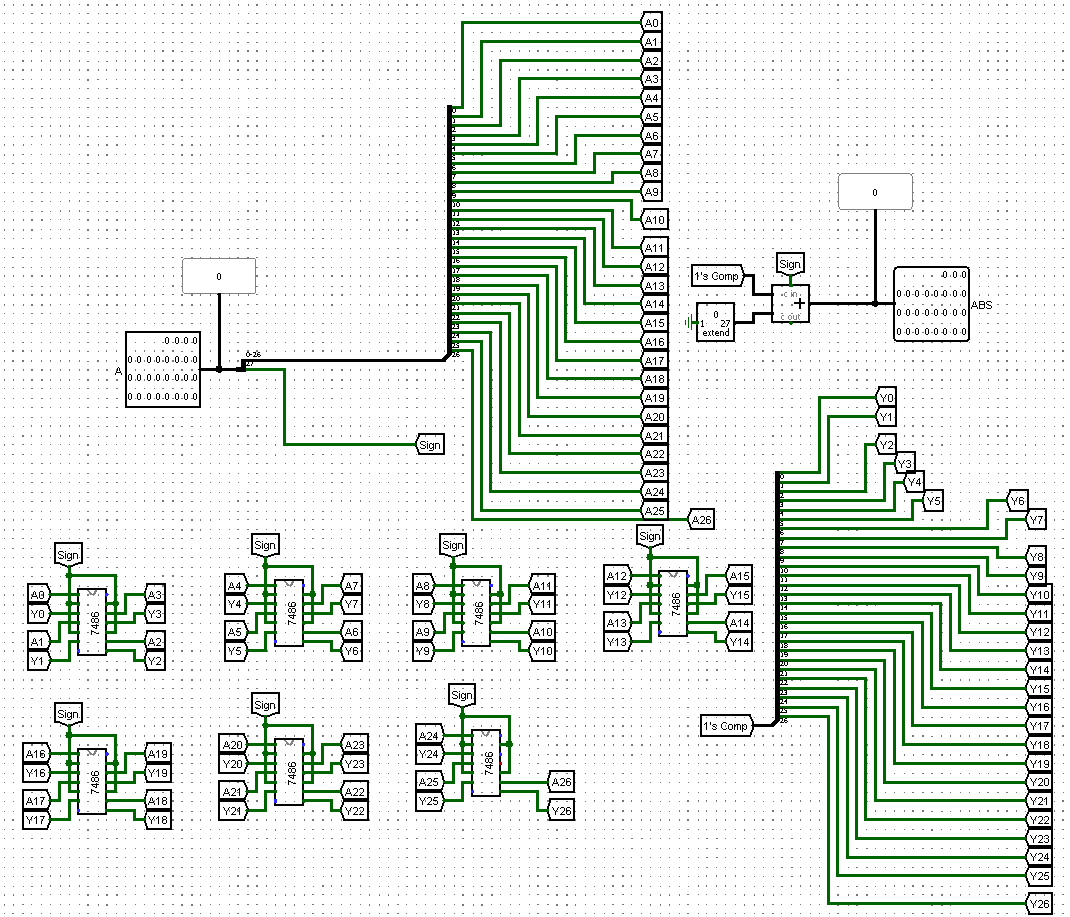 A0
A1
A2
A3
A4
A5
A6
A7
A8
A9
A10
A11
A12
A13
A14
A15
A16
A17
A18
A19
A20
A21
A22
A23
A24
A25
A26
0
0 0 0 0
0 0 0 0 0 0 0 0
0 0 0 0 0 0 0 0
0 0 0 0 0 0 0 0
A
0-26
27
Sign
0
Sign
1's Comp
c in
+
c out
0
1 27
extend
0 0 0
0 0 0 0 0 0 0 0
0 0 0 0 0 0 0 0
0 0 0 0 0 0 0 0
ABS
Y0
Y1
Y2
Y3
Y4
Y5
Y6
Y7
Y8
Y9
Y10
Y11
Y12
Y13
Y14
Y15
Y16
Y17
Y18
Y19
Y20
Y21
Y22
Y23
Y24
Y25
Y26
1's Comp
Sign
A0 A3
Y0 Y3
7486
A1 A2
Y1 Y2
Sign
A4 A7
Y4 Y7
7486
A5 A6
Y5 Y6
Sign
A8 A11
Y8 Y11
7486
A9 A10
Y9 Y10
Sign
A12 A15
Y12 Y15
7486
A13 A14
Y13 Y14
Sign
A16 A19
Y16 Y19
7486
A17 A18
Y17 Y18
Sign
A20 A23
Y20 Y23
7486
A21 A22
Y21 Y22
Sign
A24
Y24
7486
A25 A26
Y25 Y26